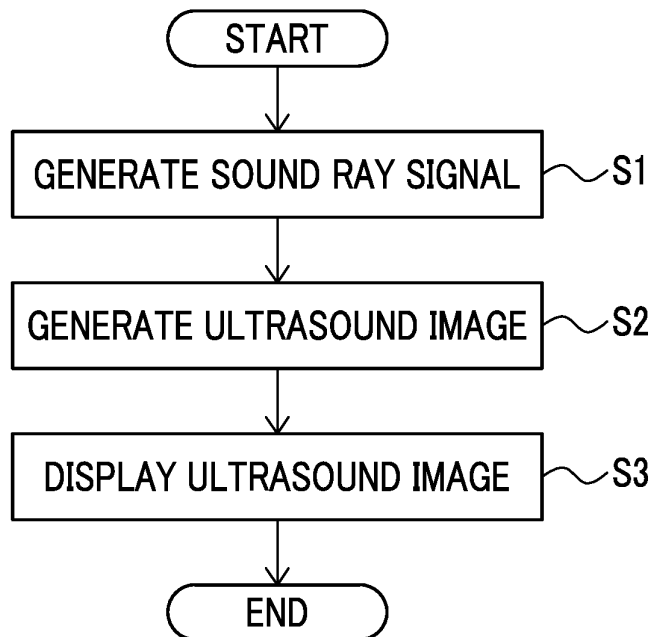 START
GENERATE SOUND RAY SIGNAL S1
GENERATE ULTRASOUND IMAGE S2
DISPLAY ULTRASOUND IMAGE S3
END